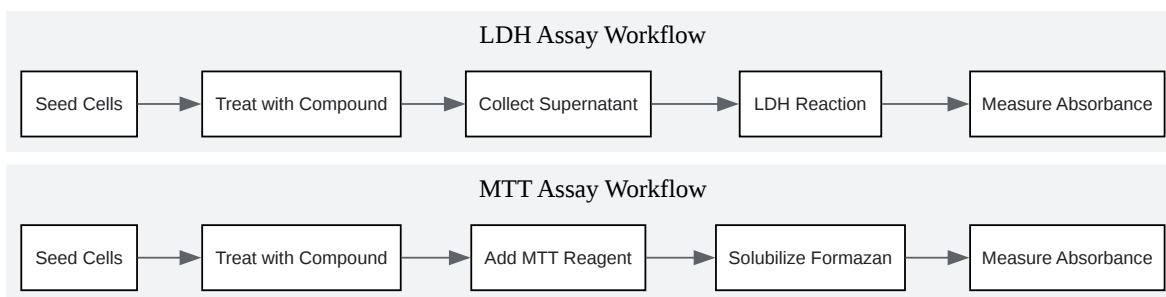 LDH Assay Workflow
Seed Cells
Treat with Compound
Collect Supernatant
LDH Reaction
Measure Absorbance
MTT Assay Workflow
Seed Cells
Treat with Compound
Add MTT Reagent
Solubilize Formazan
Measure Absorbance